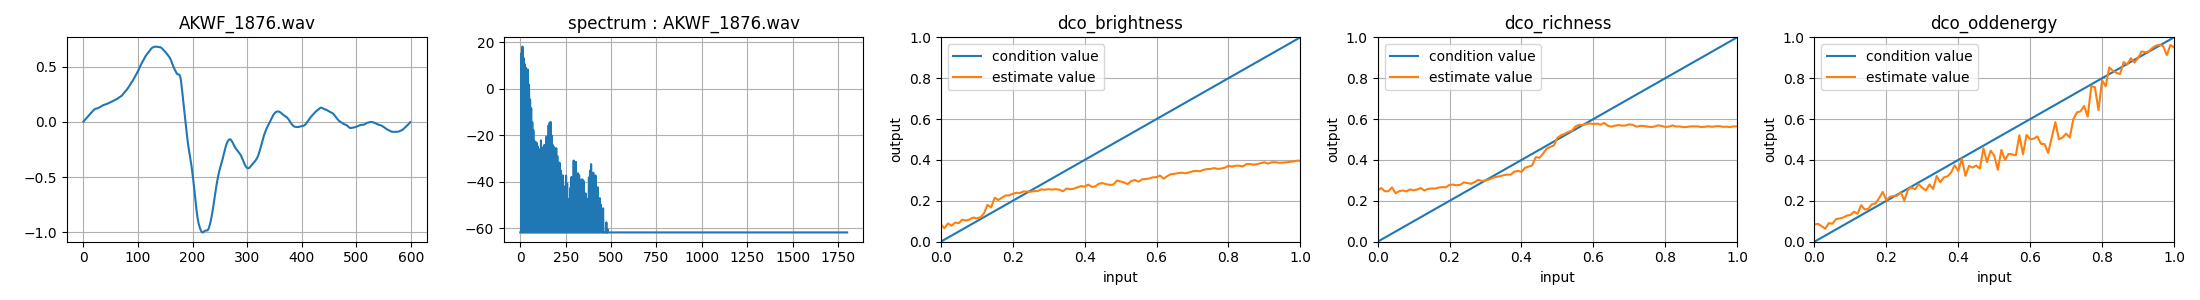 AKWF_1876.wav
0.5
0.0
−0.5
−1.0
0 100 200 300 400 500 600
spectrum : AKWF_1876.wav
20
0
−20
−40
−60
0 250 500 750 1000 1250 1500 1750
dco_brightness
condition value
estimate value
output
1.0
0.8
0.6
0.4
0.2
0.0
0.0 0.2 0.4 0.6 0.8 1.0
input
dco_richness
condition value
estimate value
output
1.0
0.8
0.6
0.4
0.2
0.0
0.0 0.2 0.4 0.6 0.8 1.0
input
dco_oddenergy
condition value
estimate value
output
1.0
0.8
0.6
0.4
0.2
0.0
0.0 0.2 0.4 0.6 0.8 1.0
input